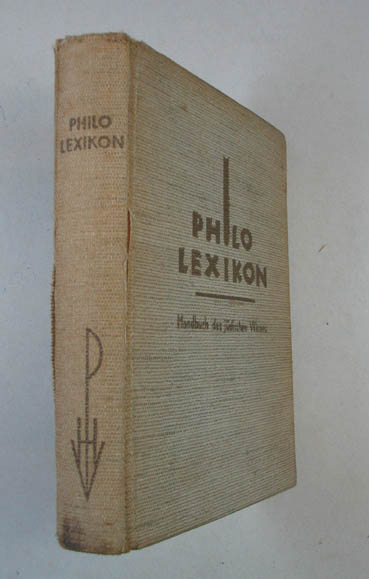 PHILO
LEXIKON
PHILO
LEXIKON
Handbuch des jüdischen Wissens